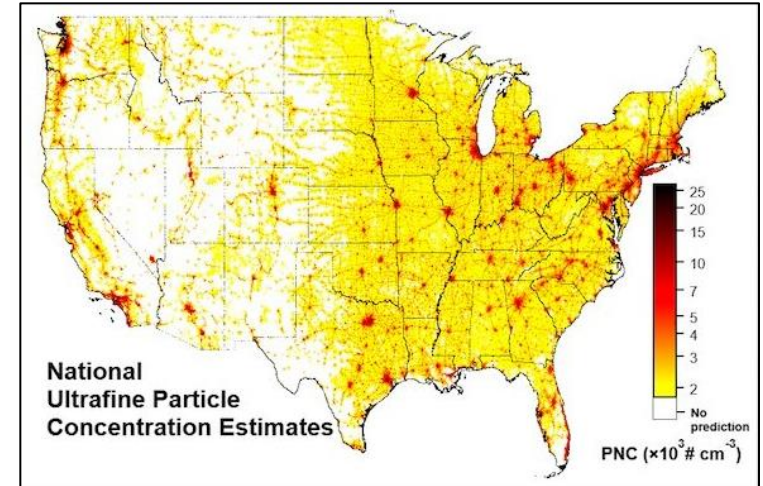 National
Ultrafine Particle
Concentration Estimates
25
20
15
10
7
5
4
3
2
No
prediction
PNC (×10³# cm⁻³)